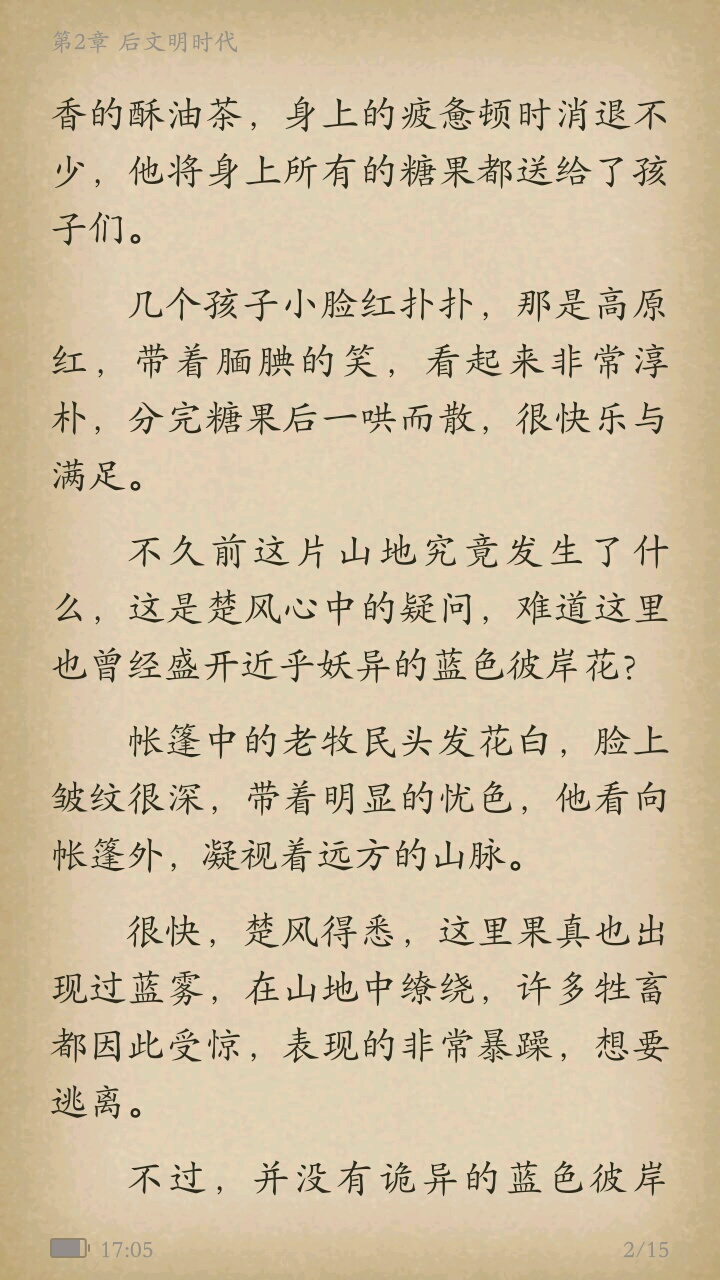 第2章 后文明时代
香的酥油茶，身上的疲惫顿时消退不
少，他将身上所有的糖果都送给了孩
子们。
几个孩子小脸红扑扑，那是高原
红，带着腼腆的笑，看起来非常淳
朴，分完糖果后一哄而散，很快乐与
满足。
不久前这片山地究竟发生了什
么，这是楚风心中的疑问，难道这里
也曾经盛开近乎妖异的蓝色彼岸花?
帐篷中的老牧民头发花白，脸上
皱纹很深，带着明显的忧色，他看向
帐篷外，凝视着远方的山脉。
很快，楚风得悉，这里果真也出
现过蓝雾，在山地中缭绕，许多牲畜
都因此受惊，表现的非常暴躁，想要
逃离。
不过，并没有诡异的蓝色彼岸
17:05
2/15